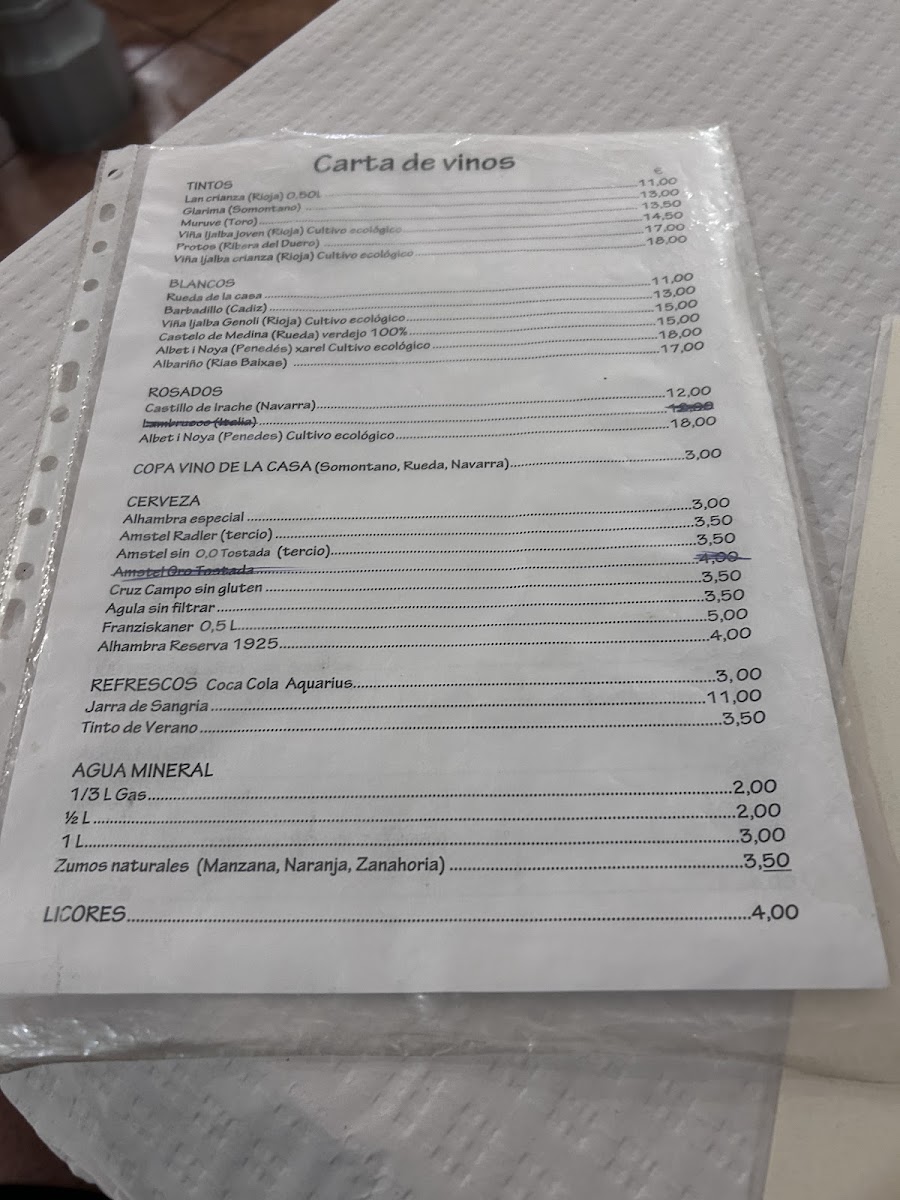 Carta de vinos
€
TINTOS
Lan crianza (Rioja) 0,50L 11,00
Glarima (Somontano) 13,00
Muruve (Toro) 13,50
Viña Ijalba joven (Rioja) Cultivo ecológico 14,50
Protos (Ribera del Duero) 17,00
Viña Ijalba crianza (Rioja) Cultivo ecológico 18,00
BLANCOS
Rueda de la casa 11,00
Barbadillo (Cadiz) 13,00
Viña Ijalba Genoli (Rioja) Cultivo ecológico 15,00
Castelo de Medina (Rueda) verdejo 100% 15,00
Albet i Noya (Penedés) xarel Cultivo ecológico 18,00
Albariño (Rias Baixas) 17,00
ROSADOS
Castillo de Irache (Navarra) 12,00
Lambrusco (Italia)
Albet i Noya (Penedes) Cultivo ecológico 18,00
COPA VINO DE LA CASA (Somontano, Rueda, Navarra) 3,00
CERVEZA
Alhambra especial 3,00
Amstel Radler (tercio) 3,50
Amstel sin 0,0 Tostada (tercio) 3,50
Amstel Oro Tostada 4,00
Cruz Campo sin gluten 3,50
Agula sin filtrar 3,50
Franziskaner 0,5 L 5,00
Alhambra Reserva 1925 4,00
REFRESCOS Coca Cola Aquarius 3,00
Jarra de Sangria 11,00
Tinto de Verano 3,50
AGUA MINERAL
1/3 L Gas 2,00
½ L 2,00
1 L 3,00
Zumos naturales (Manzana, Naranja, Zanahoria) 3,50
LICORES 4,00